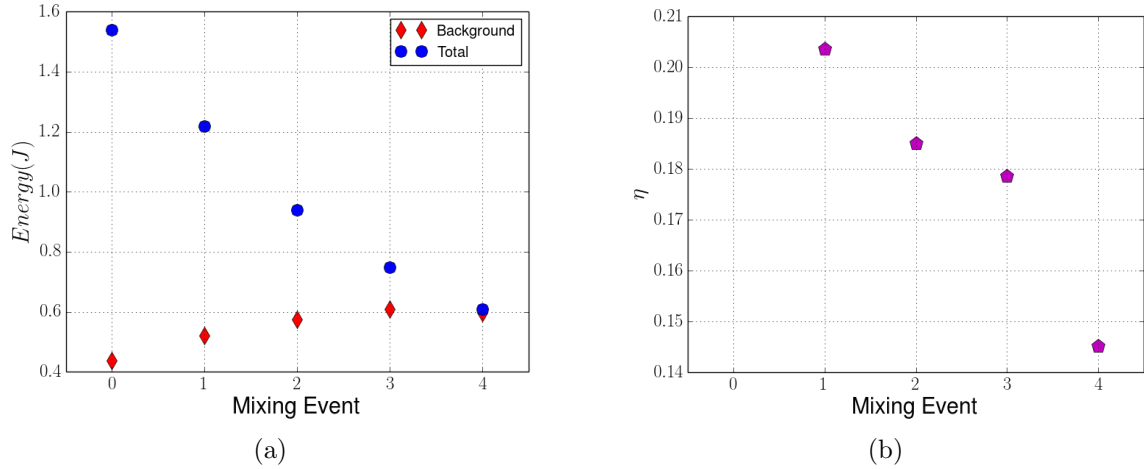 1.6
1.4
1.2
1.0
0.8
0.6
0.4
Energy(J)
Background
Total
0 1 2 3 4
Mixing Event
(a)
0.21
0.20
0.19
0.18
0.17
0.16
0.15
0.14
η
0 1 2 3 4
Mixing Event
(b)